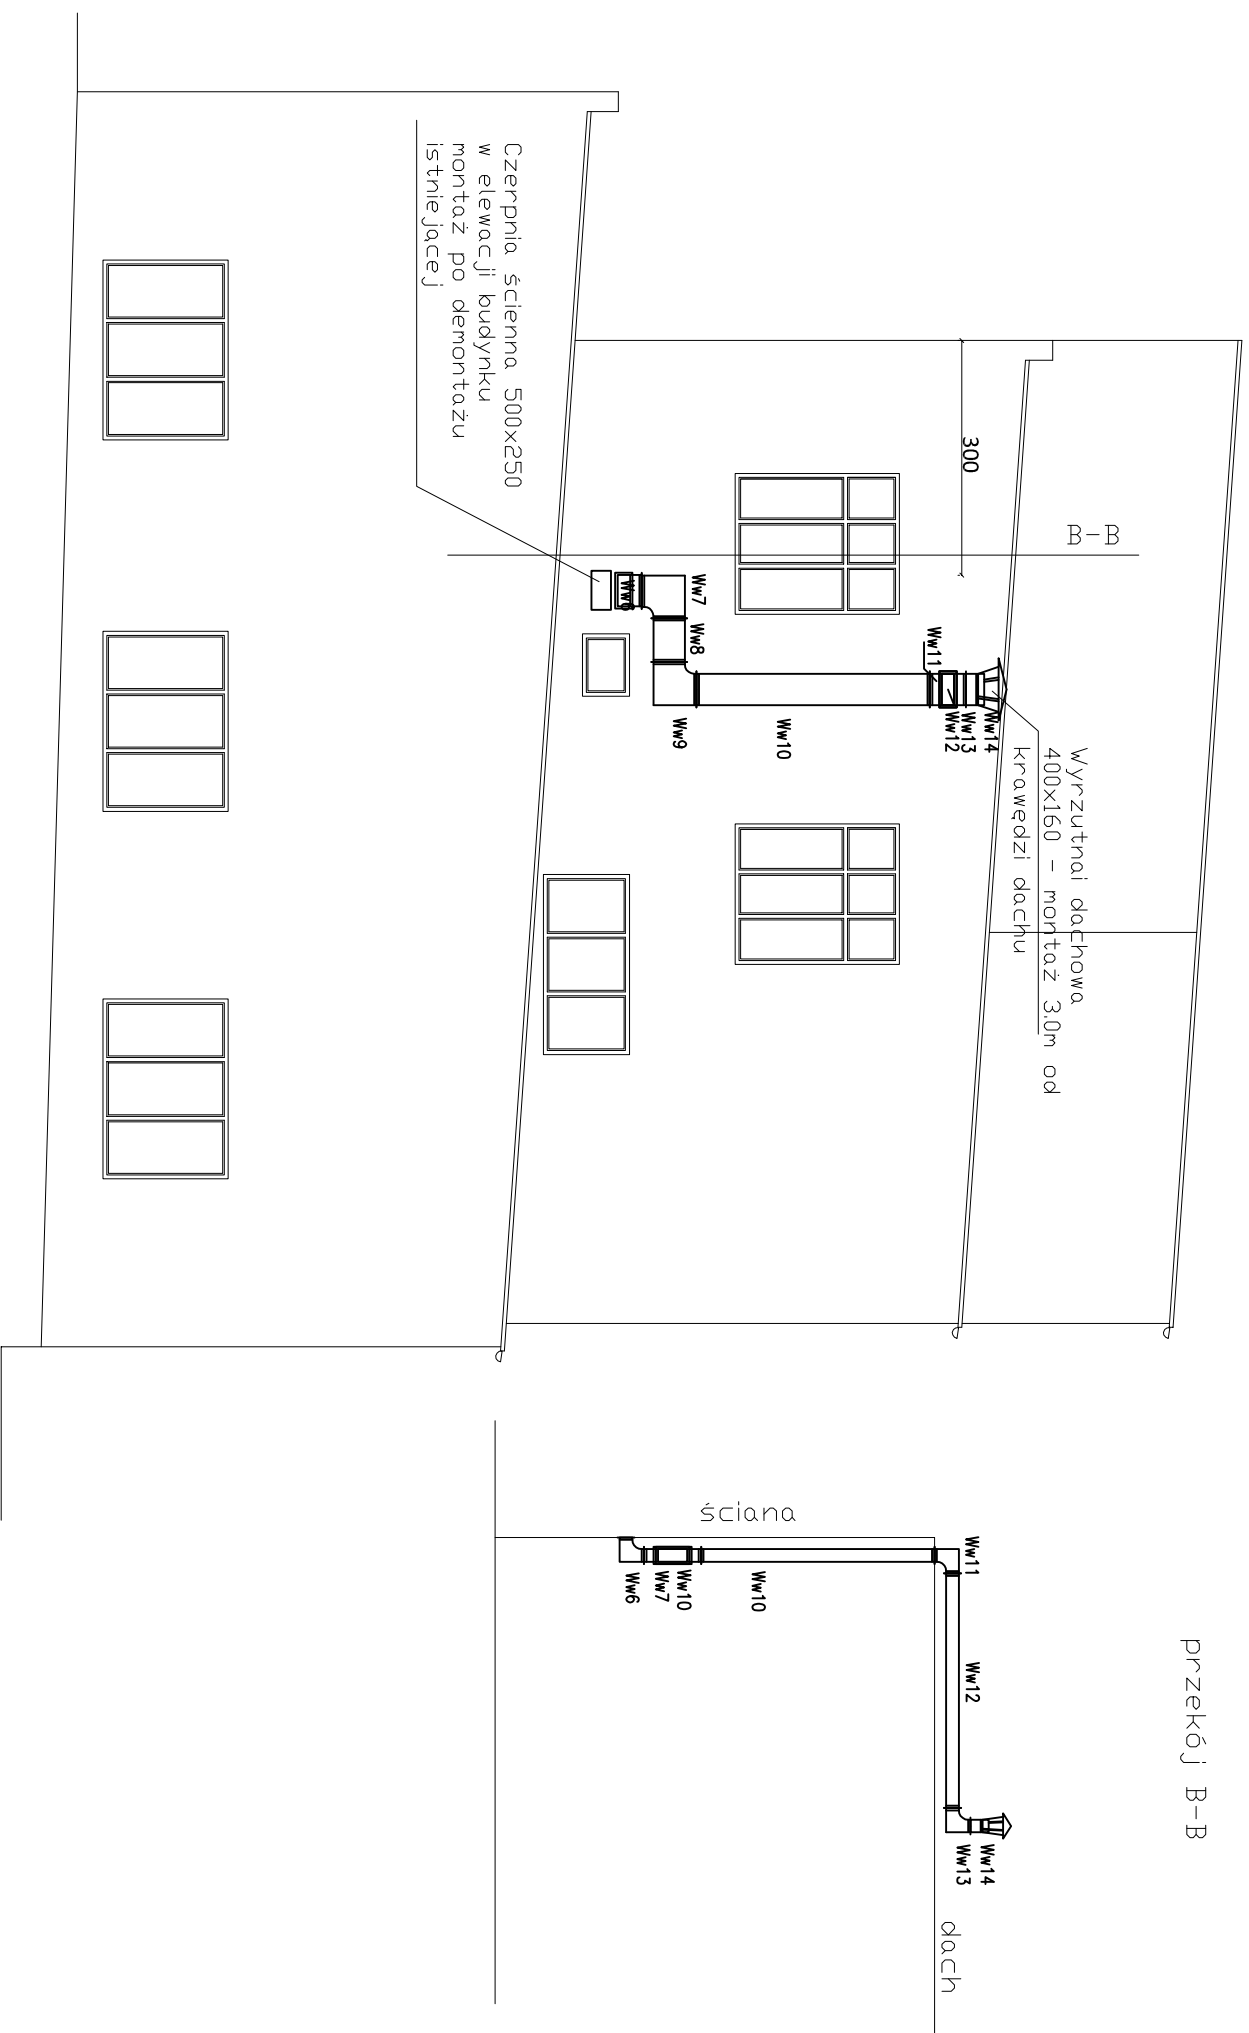 Czerpnia ścienna 500x250
w elewacji budynku
montaż po demontażu
istniejącej
300
B-B
Ww6
Ww7
Ww8
Ww9
Ww10
Ww11
Ww12
Ww13
Ww14
Wyrzutnai dachowa
400x160 - montaż 3.0m od
krawędzi dachu
przekój B-B
ściana
Ww6
Ww7
Ww10
Ww10
Ww11
Ww12
Ww13
Ww14
dach